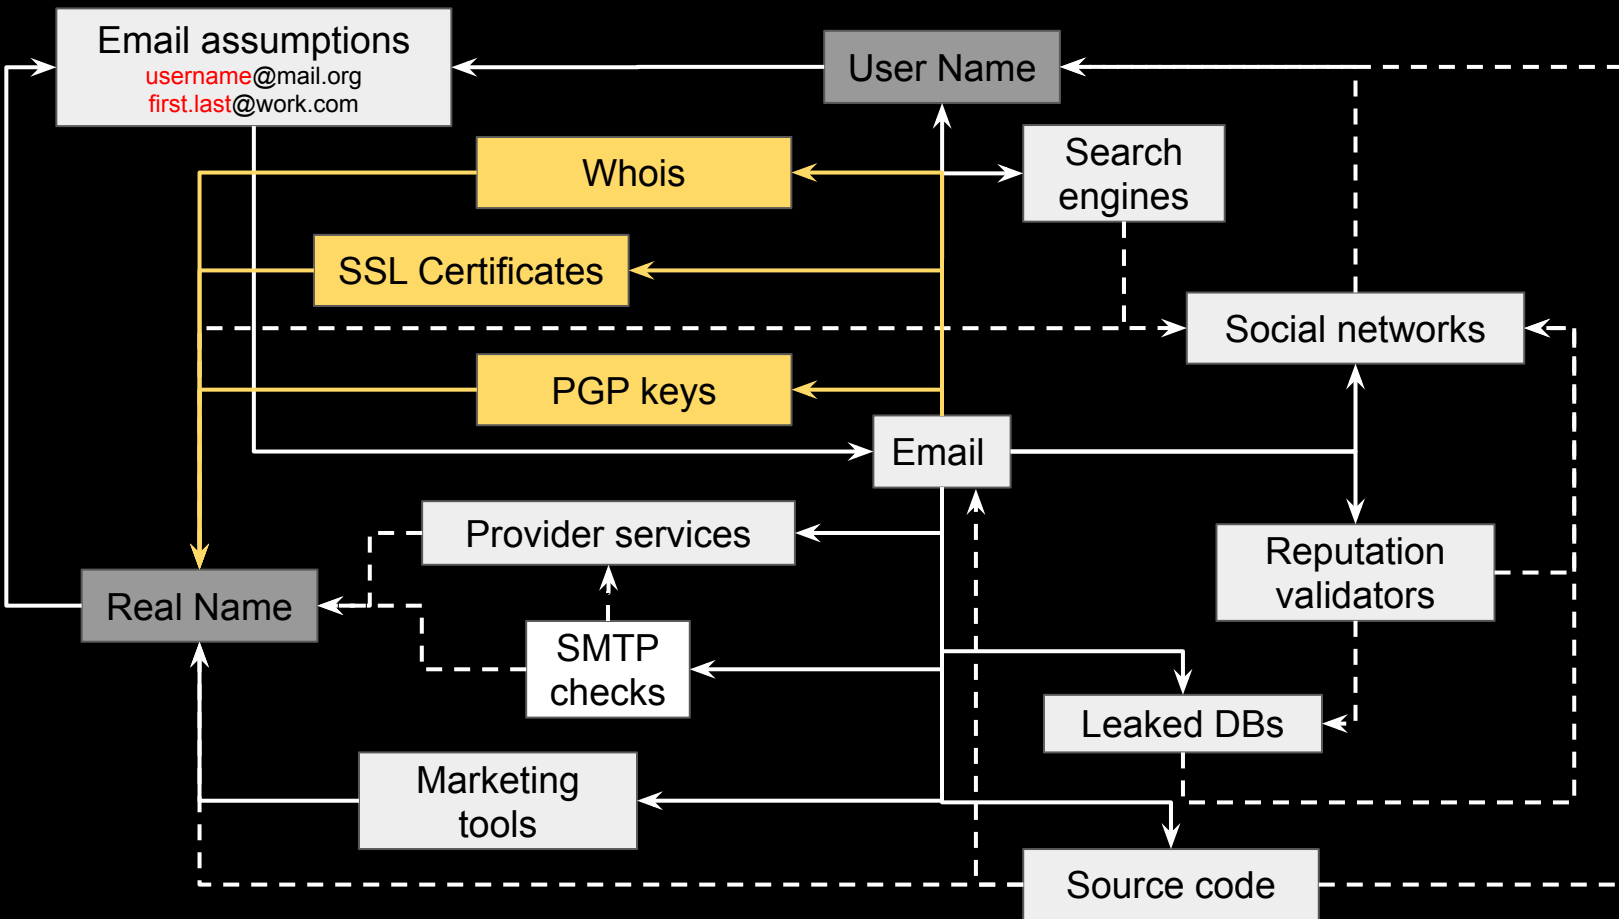 Email assumptions
username@mail.org
first.last@work.com
User Name
Search
engines
Whois
SSL Certificates
Social networks
PGP keys
Email
Provider services
Reputation
validators
Real Name
SMTP
checks
Leaked DBs
Marketing
tools
Source code